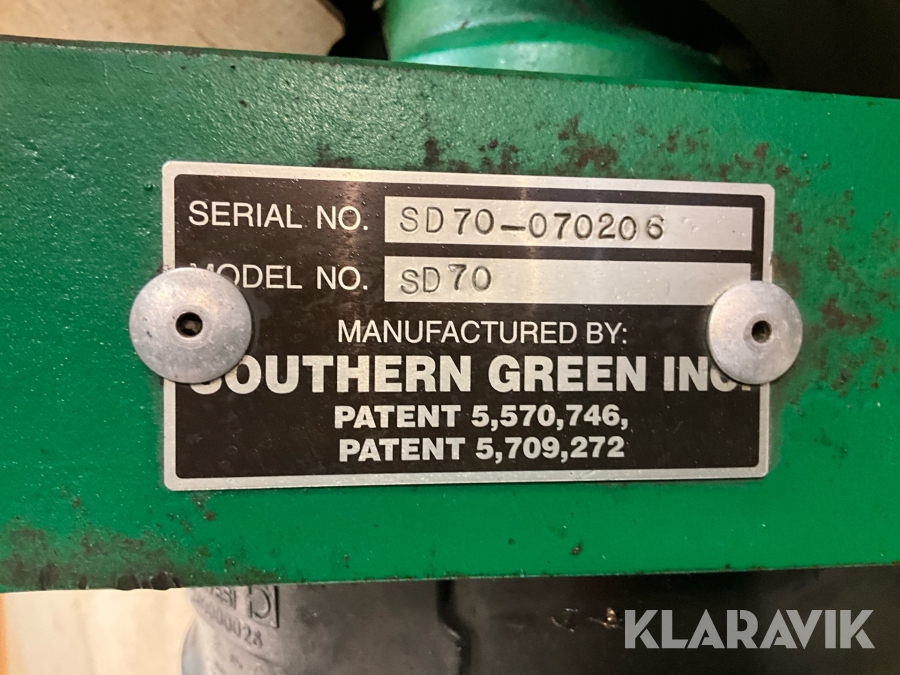 SERIAL NO. SD70-070206
MODEL NO. SD70
MANUFACTURED BY:
SOUTHERN GREEN INC.
PATENT 5,570,746,
PATENT 5,709,272
KLARAVIK